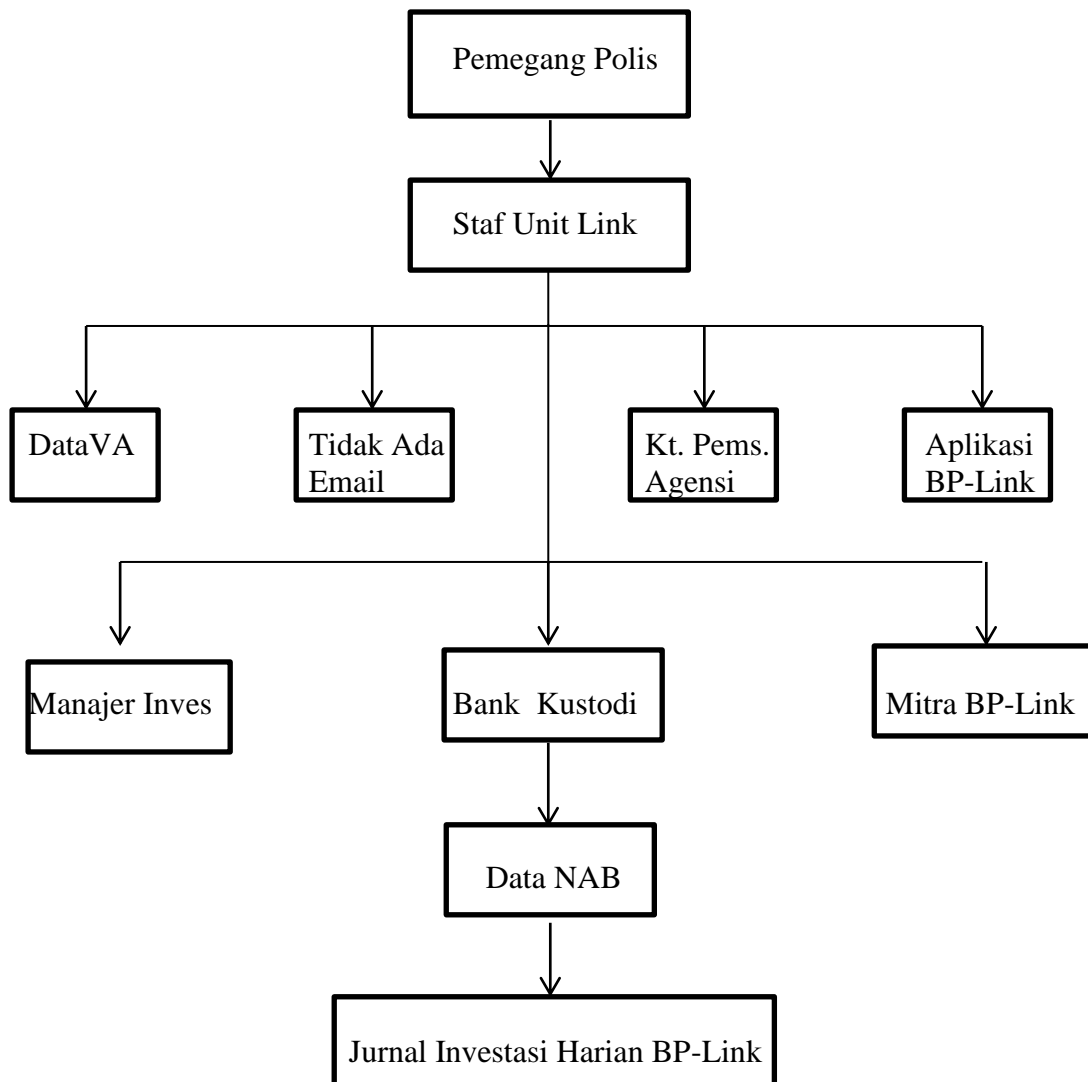 Pemegang Polis
Staf Unit Link
DataVA
Tidak Ada
Email
Kt. Pems.
Agensi
Aplikasi
BP-Link
Manajer Inves
Bank Kustodi
Mitra BP-Link
Data NAB
Jurnal Investasi Harian BP-Link